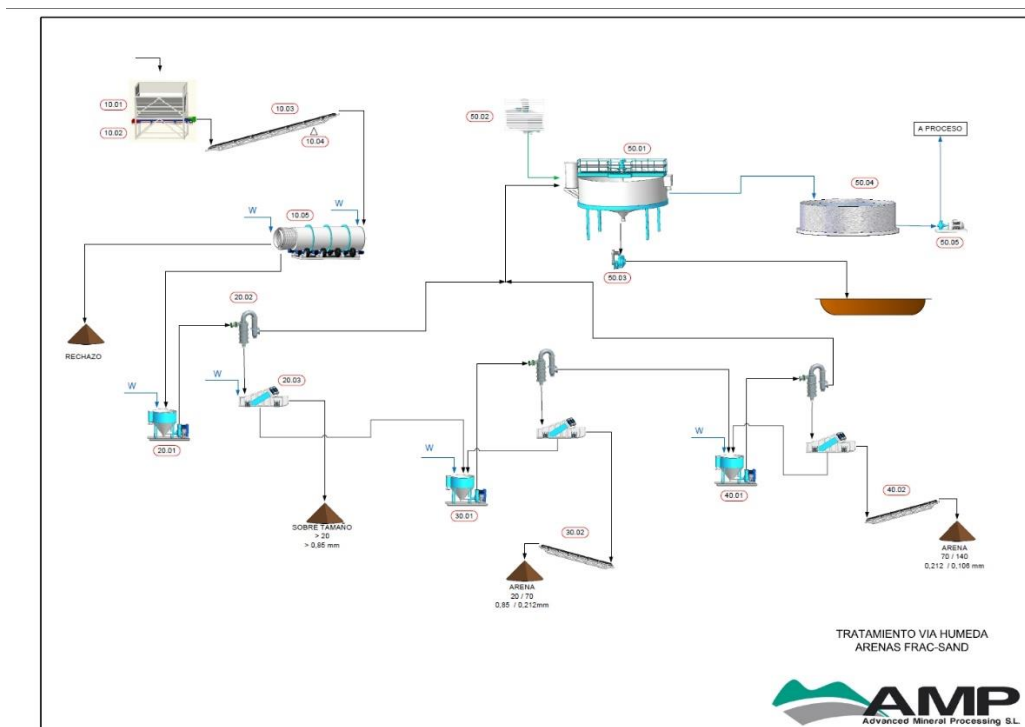 10.01
10.02
10.03
10.04
50.02
50.01
A PROCESO
50.04
50.05
W
10.05
W
50.03
20.02
RECHAZO
W
W
20.03
20.01
W
30.01
W
40.01
40.02
SOBRE TAMAÑO
> 20
> 0,85 mm
30.02
ARENA
20 / 70
0,85 / 0,212mm
ARENA
70 / 140
0,212 / 0,106 mm
TRATAMIENTO VIA HUMEDA
ARENAS FRAC-SAND
AMP
Advanced Mineral Processing S.L.